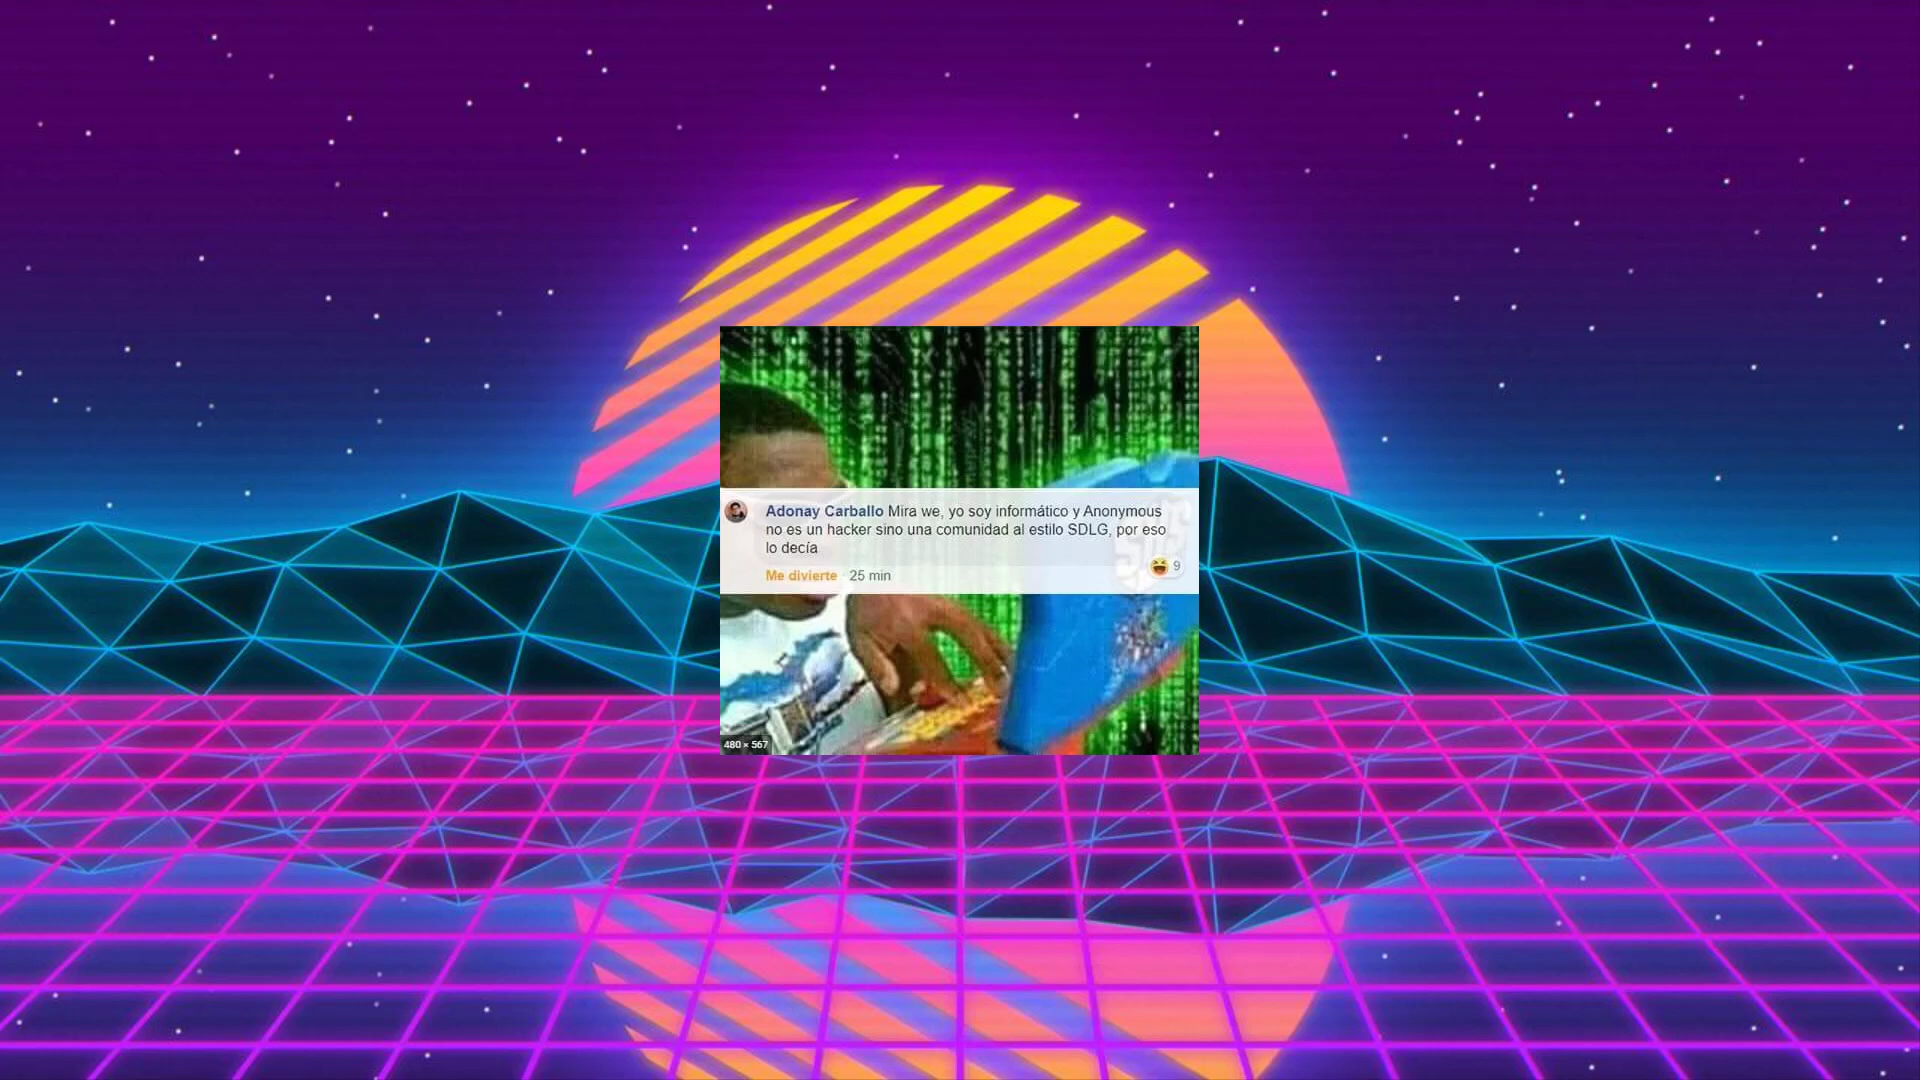 Adonay Carballo Mira we, yo soy informático y Anonymous
no es un hacker sino una comunidad al estilo SDLG, por eso
lo decía
Me divierte · 25 min
9
480 × 567